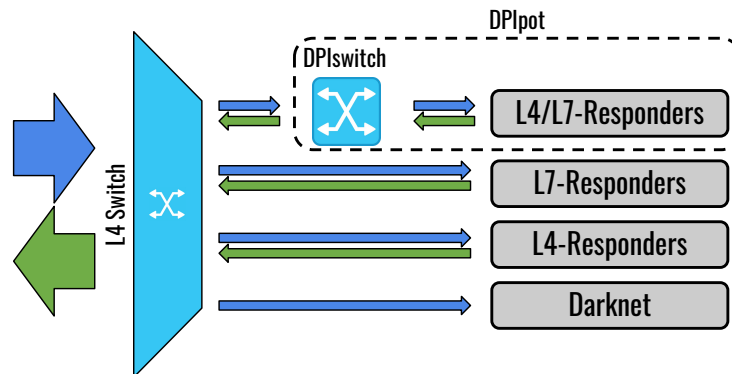 DPIpot
DPIswitch
L4/L7-Responders
L4 Switch
L7-Responders
L4-Responders
Darknet